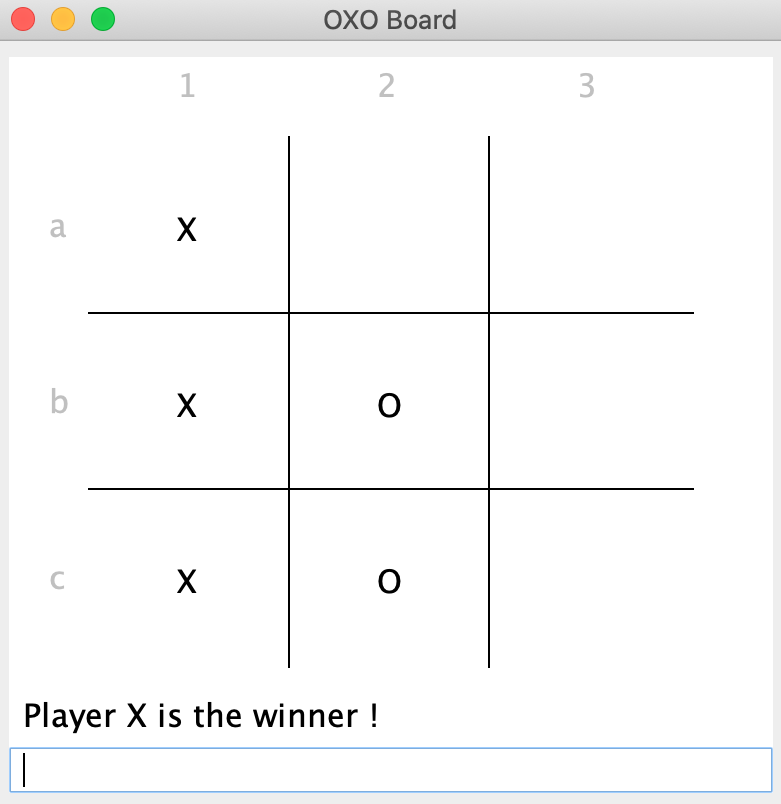 OXO Board
1 2 3
a X
b X O
c X O
Player X is the winner !